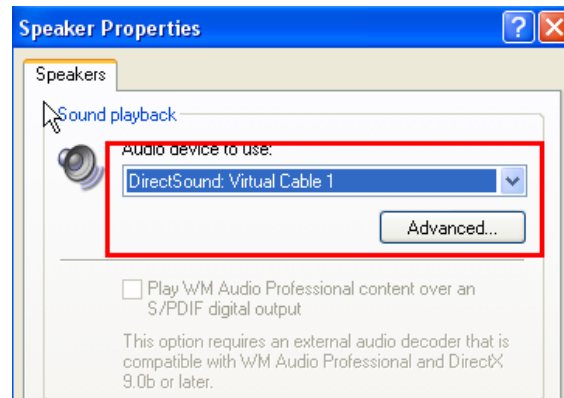 Speaker Properties
Speakers
Sound playback
Audio device to use:
DirectSound: Virtual Cable 1
Advanced...
Play WM Audio Professional content over an
S/PDIF digital output
This option requires an external audio decoder that is
compatible with WM Audio Professional and DirectX
9.0b or later.